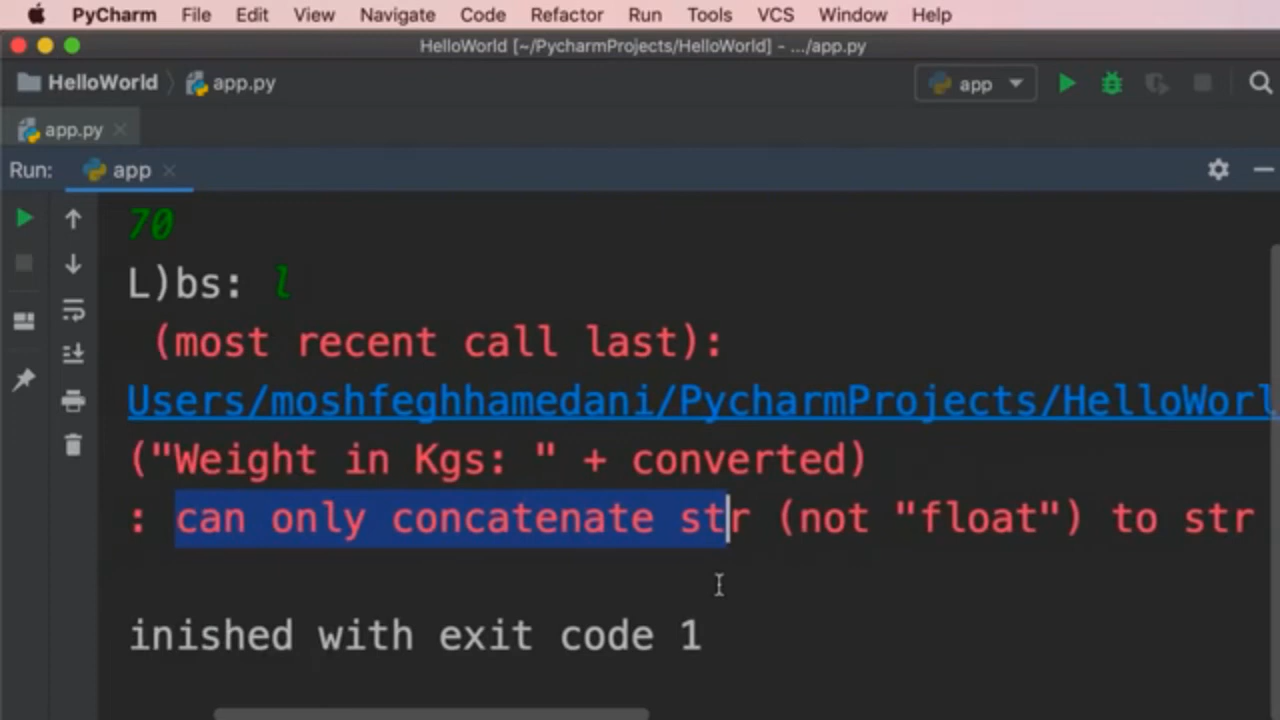 PyCharm File Edit View Navigate Code Refactor Run Tools VCS Window Help
HelloWorld [~/PycharmProjects/HelloWorld] - .../app.py
HelloWorld app.py app
app.py
Run: app
70
L)bs: l
(most recent call last):
Users/moshfeghhamedani/PycharmProjects/HelloWorl
("Weight in Kgs: " + converted)
: can only concatenate str (not "float") to str
inished with exit code 1